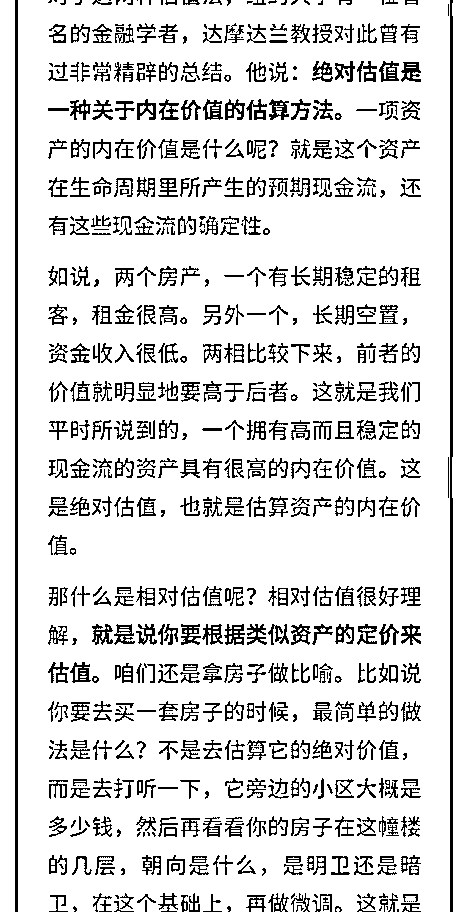 名的金融学者，达摩达兰教授对此曾有
过非常精辟的总结。他说：绝对估值是
一种关于内在价值的估算方法。一项资
产的内在价值是什么呢？就是这个资产
在生命周期里所产生的预期现金流，还
有这些现金流的确定性。
如说，两个房产，一个有长期稳定的租
客，租金很高。另外一个，长期空置，
资金收入很低。两相比较下来，前者的
价值就明显地要高于后者。这就是我们
平时所说到的，一个拥有高而且稳定的
现金流的资产具有很高的内在价值。这
是绝对估值，也就是估算资产的内在价
值。
那什么是相对估值呢？相对估值很好理
解，就是说你要根据类似资产的定价来
估值。咱们还是拿房子做比喻。比如说
你要去买一套房子的时候，最简单的做
法是什么？不是去估算它的绝对价值，
而是去打听一下，它旁边的小区大概是
多少钱，然后再看看你的房子在这幢楼
的几层，朝向是什么，是明卫还是暗
卫，在这个基础上，再做微调。这就是